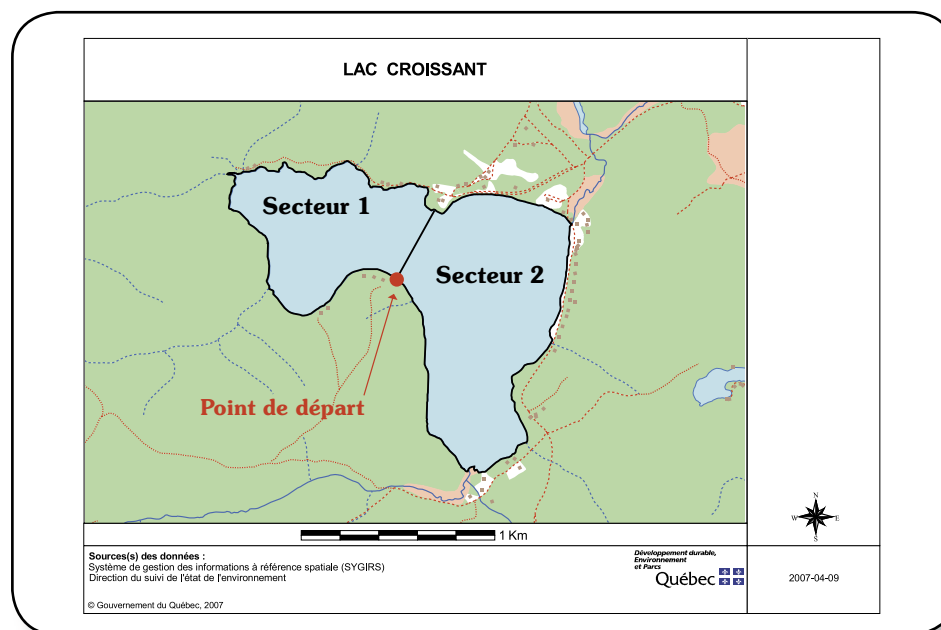 LAC CROISSANT
Secteur 1
Secteur 2
Point de départ
1 Km
N
W E
S
Sources(s) des données :
Système de gestion des informations à référence spatiale (SYGIRS)
Direction du suivi de l'état de l'environnement
© Gouvernement du Québec, 2007
Développement durable,
Environnement
et Parcs
Québec
2007-04-09